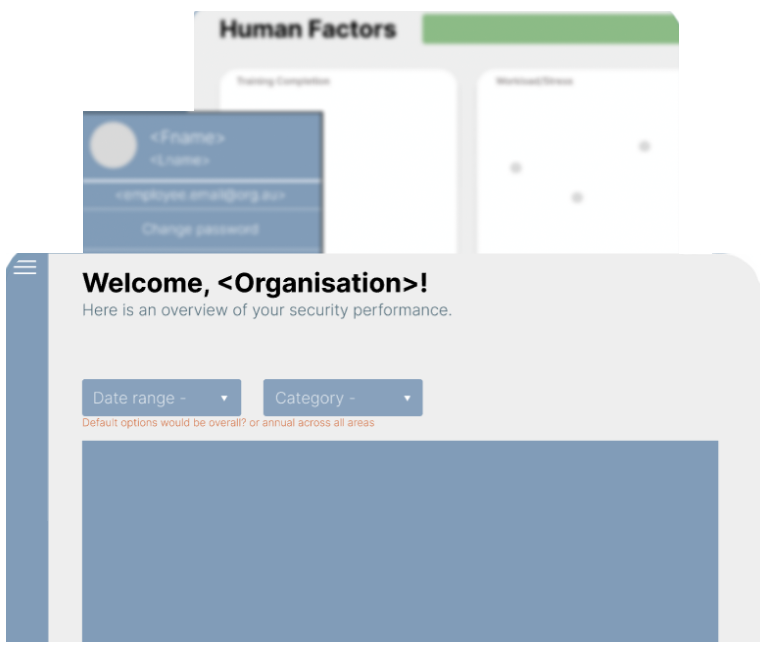 Human Factors
Training Completion
Workload/Stress
<Fname>
<Lname>
<employee.email@org.au>
Change password
Welcome, <Organisation>!
Here is an overview of your security performance.
Date range -
Category -
Default options would be overall? or annual across all areas